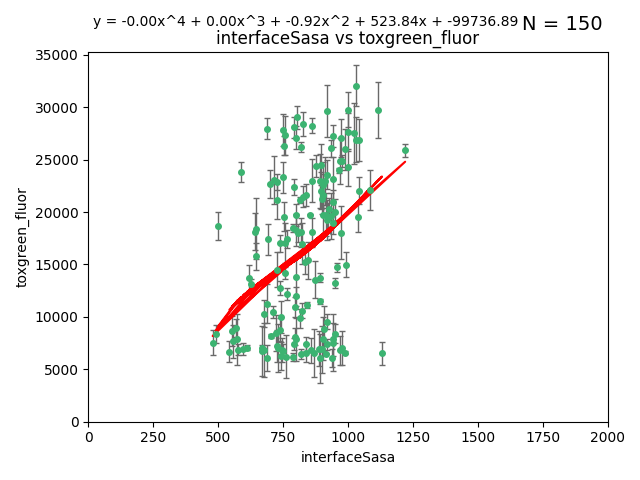 y = -0.00x^4 + 0.00x^3 + -0.92x^2 + 523.84x + -99736.89 N = 150
interfaceSasa vs toxgreen_fluor
35000
30000
25000
20000
15000
10000
5000
0
toxgreen_fluor
0 250 500 750 1000 1250 1500 1750 2000
interfaceSasa